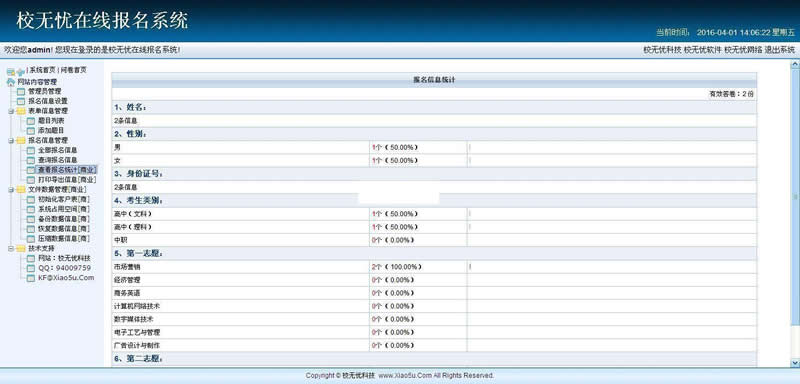 校无忧在线报名系统
当前时间： 2016-04-01 14:06:22 星期五
欢迎您admin! 您现在登录的是校无忧在线报名系统!
校无忧科技 校无忧软件 校无忧网络 退出系统
| 系统首页 | 问卷首页
网站内容管理
管理员管理
报名信息设置
表单信息管理
题目列表
添加题目
报名信息管理
全部报名信息
查询报名信息
查看报名统计[商业]
打印导出信息[商业]
文件数据管理[商业]
初始化客户表[商]
系统占用空间[商]
备份数据信息[商]
恢复数据信息[商]
压缩数据信息[商]
技术支持
网站：校无忧科技
QQ：94009759
KF@Xiao5u.Com
报名信息统计
有效答卷：2 份
1、姓名：
2条信息
2、性别：
男 1个（ 50.00%）
女 1个（ 50.00%）
3、身份证号：
2条信息
4、考生类别：
高中（文科） 1个（ 50.00%）
高中（理科） 1个（ 50.00%）
中职 0个（ 0.00%）
5、第一志愿：
市场营销 2个（ 100.00%）
经济管理 0个（ 0.00%）
商务英语 0个（ 0.00%）
计算机网络技术 0个（ 0.00%）
数字媒体技术 0个（ 0.00%）
电子工艺与管理 0个（ 0.00%）
广告设计与制作 0个（ 0.00%）
6、第二志愿：
Copyright © 校无忧科技 www.Xiao5u.Com All Rights Reserved.